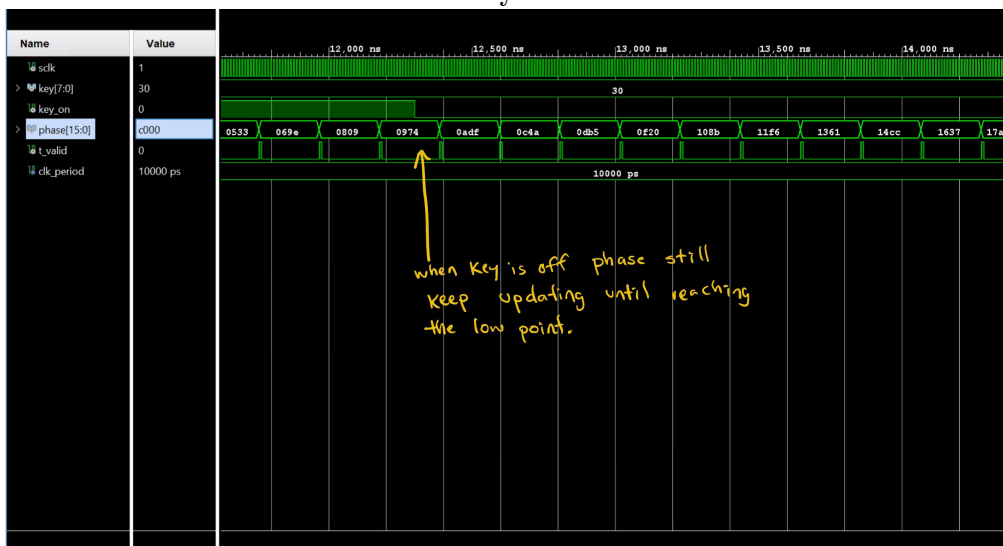 y
Name
Value
12,000 ns
12,500 ns
13,000 ns
13,500 ns
14,000 ns
sclk
1
key[7:0]
30
30
key_on
0
phase[15:0]
c000
0533 069e 0809 0974 0adf 0c4a 0db5 0f20 108b 11f6 1361 14cc 1637 17a
t_valid
0
clk_period
10000 ps
10000 ps
when key is off phase still
keep updating until reaching
the low point.